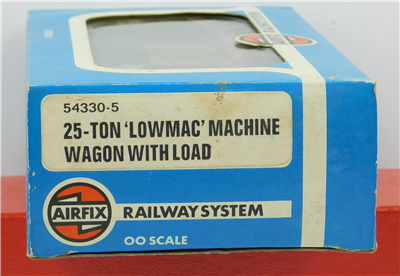 54330-5
25-TON 'LOWMAC' MACHINE
WAGON WITH LOAD
AIRFIX RAILWAY SYSTEM
OO SCALE